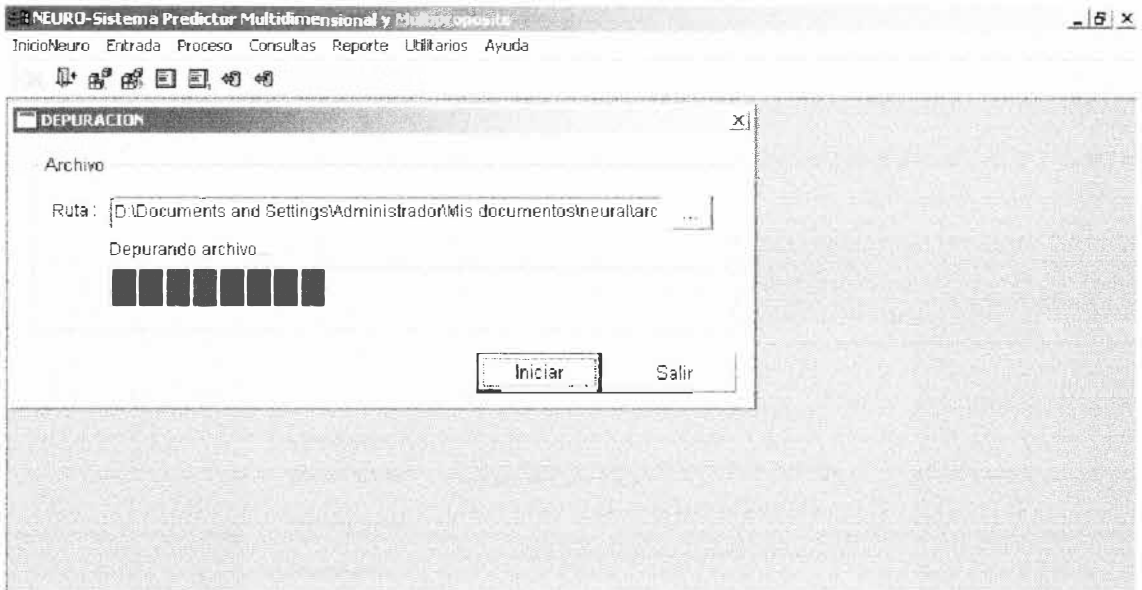 NEURO-Sistema Predictor Multidimensional y Multiproposito
InicioNeuro Entrada Proceso Consultas Reporte Utilitarios Ayuda
DEPURACION
Archivo
Ruta : D:\Documents and Settings\Administrador\Mis documentos\neural\arc ...
Depurando archivo...
Iniciar Salir